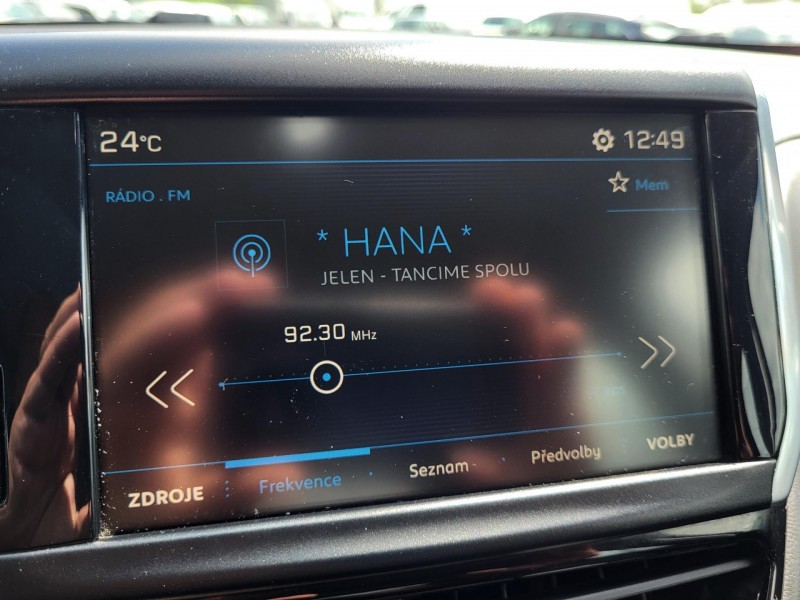 24°C 12:49
RÁDIO . FM Mem
* HANA *
JELEN - TANCIME SPOLU
92.30 MHz
ZDROJE Frekvence Seznam Předvolby VOLBY